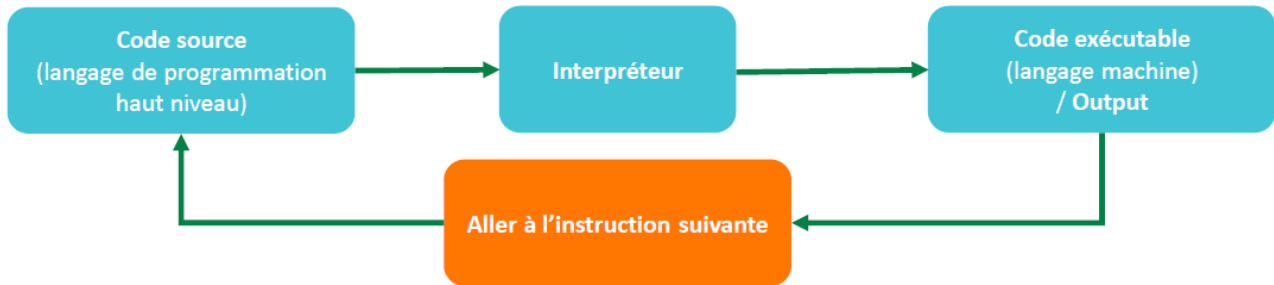 Code source
(langage de programmation
haut niveau)
Interpréteur
Code exécutable
(langage machine)
/ Output
Aller à l’instruction suivante